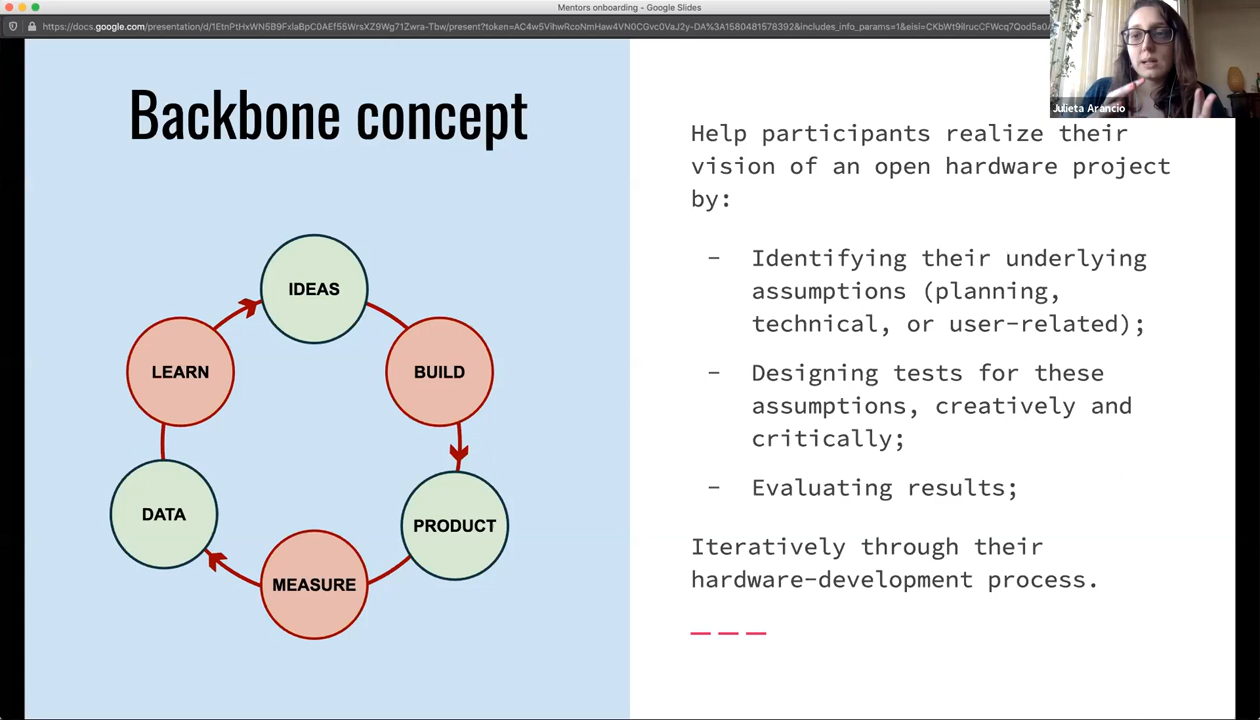 Mentors onboarding - Google Slides
Julieta Arancio
Backbone concept
IDEAS
BUILD
PRODUCT
MEASURE
DATA
LEARN
Help participants realize their
vision of an open hardware project
by:
- Identifying their underlying
assumptions (planning,
technical, or user-related);
- Designing tests for these
assumptions, creatively and
critically;
- Evaluating results;
Iteratively through their
hardware-development process.